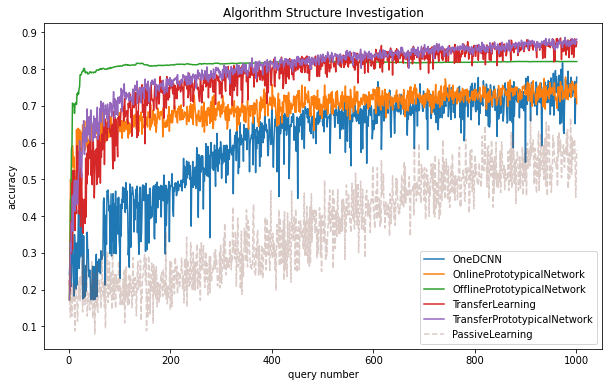 Algorithm Structure Investigation
0.9
0.8
0.7
0.6
0.5
0.4
0.3
0.2
0.1
accuracy
0
200
400
600
800
1000
query number
OneDCNN
OnlinePrototypicalNetwork
OfflinePrototypicalNetwork
TransferLearning
TransferPrototypicalNetwork
PassiveLearning